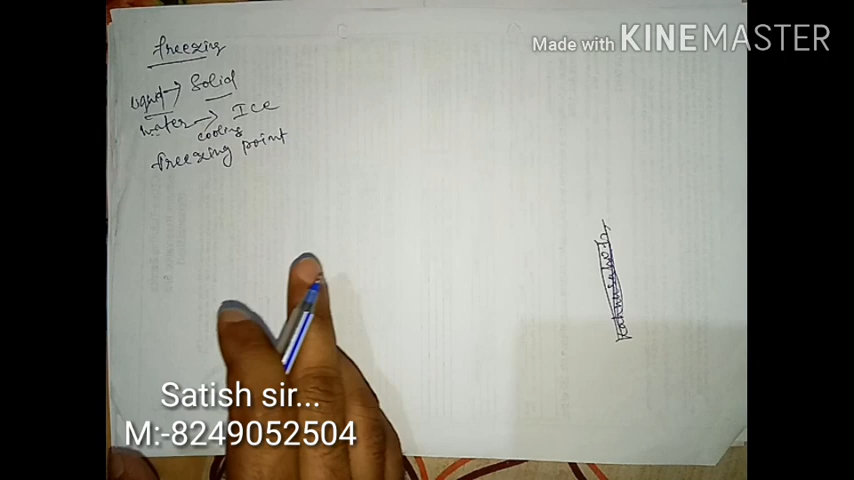 Made with KINEMASTER
freezing
liquid → Solid
water → Ice
cooling
freezing point
Satish sir...
M:-8249052504